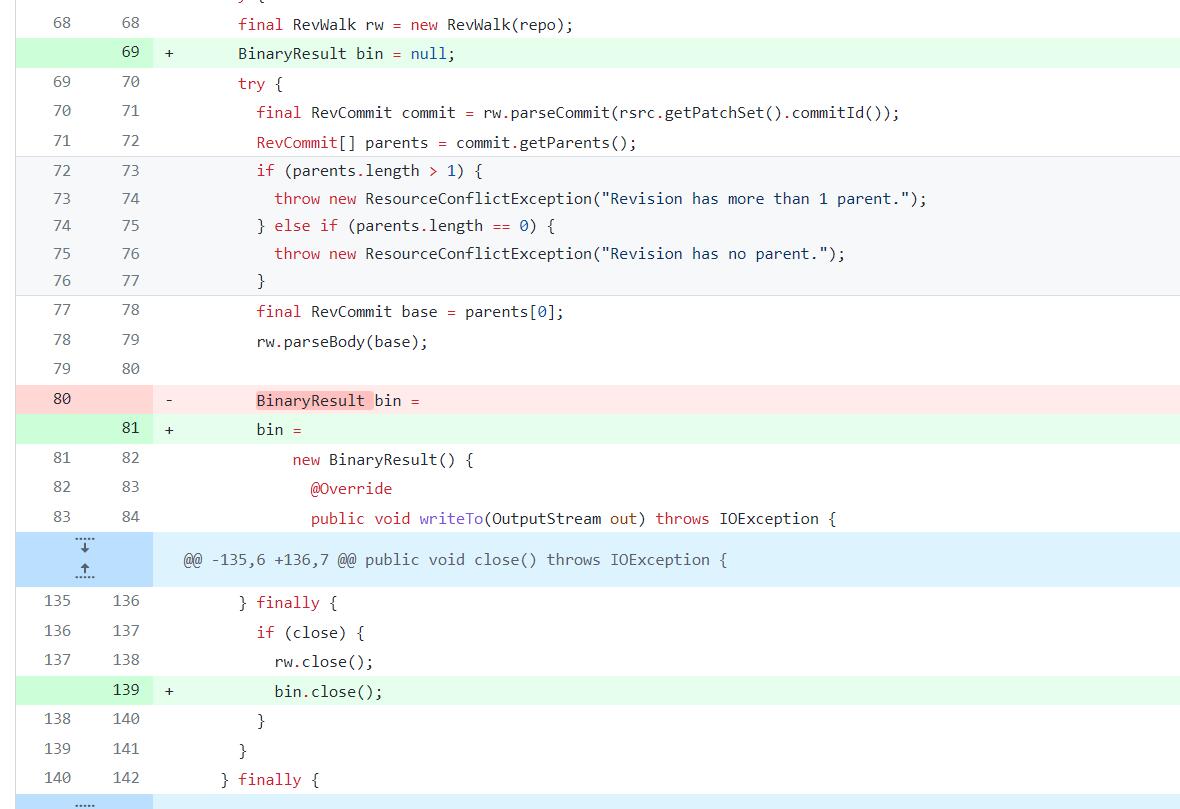 68 68 final RevWalk rw = new RevWalk(repo);
69 + BinaryResult bin = null;
69 70 try {
70 71 final RevCommit commit = rw.parseCommit(rsrc.getPatchSet().commitId());
71 72 RevCommit[] parents = commit.getParents();
72 73 if (parents.length > 1) {
73 74 throw new ResourceConflictException("Revision has more than 1 parent.");
74 75 } else if (parents.length == 0) {
75 76 throw new ResourceConflictException("Revision has no parent.");
76 77 }
77 78 final RevCommit base = parents[0];
78 79 rw.parseBody(base);
79 80
80 - BinaryResult bin =
81 + bin =
81 82 new BinaryResult() {
82 83 @Override
83 84 public void writeTo(OutputStream out) throws IOException {
@@ -135,6 +136,7 @@ public void close() throws IOException {
135 136 } finally {
136 137 if (close) {
137 138 rw.close();
139 + bin.close();
138 140 }
139 141 }
140 142 } finally {